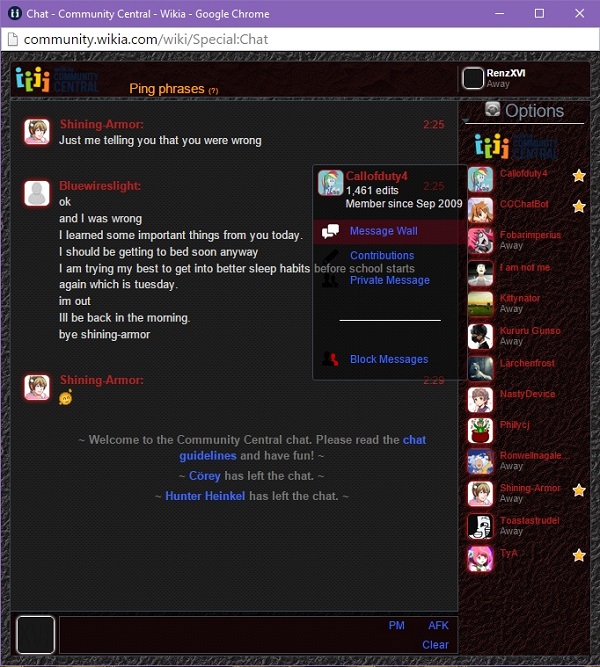 Chat - Community Central - Wikia - Google Chrome
community.wikia.com/wiki/Special:Chat
COMMUNITY
CENTRAL
Ping phrases (?)
RenzXVI
Away
Options
Shining-Armor: 2:25
Just me telling you that you were wrong
Bluewireslight: 2:25
ok
and I was wrong
I learned some important things from you today.
I should be getting to bed soon anyway
I am trying my best to get into better sleep habits before school starts
again which is tuesday.
im out
Ill be back in the morning.
bye shining-armor
Shining-Armor: 2:29
~ Welcome to the Community Central chat. Please read the chat
guidelines and have fun! ~
~ Cörey has left the chat. ~
~ Hunter Heinkel has left the chat. ~
Callofduty4
1,461 edits
Member since Sep 2009
Message Wall
Contributions
Private Message
Block Messages
COMMUNITY
CENTRAL
Callofduty4
CCChatBot
Fobarimperius
Away
I am not me
Kittynator
Away
Kururu Gunso
Away
Lärchenfrost
NastyDevice
Phillycj
Ronwellnagale...
Away
Shining-Armor
Away
Toastastrudel
Away
TyA
PM AFK
Clear